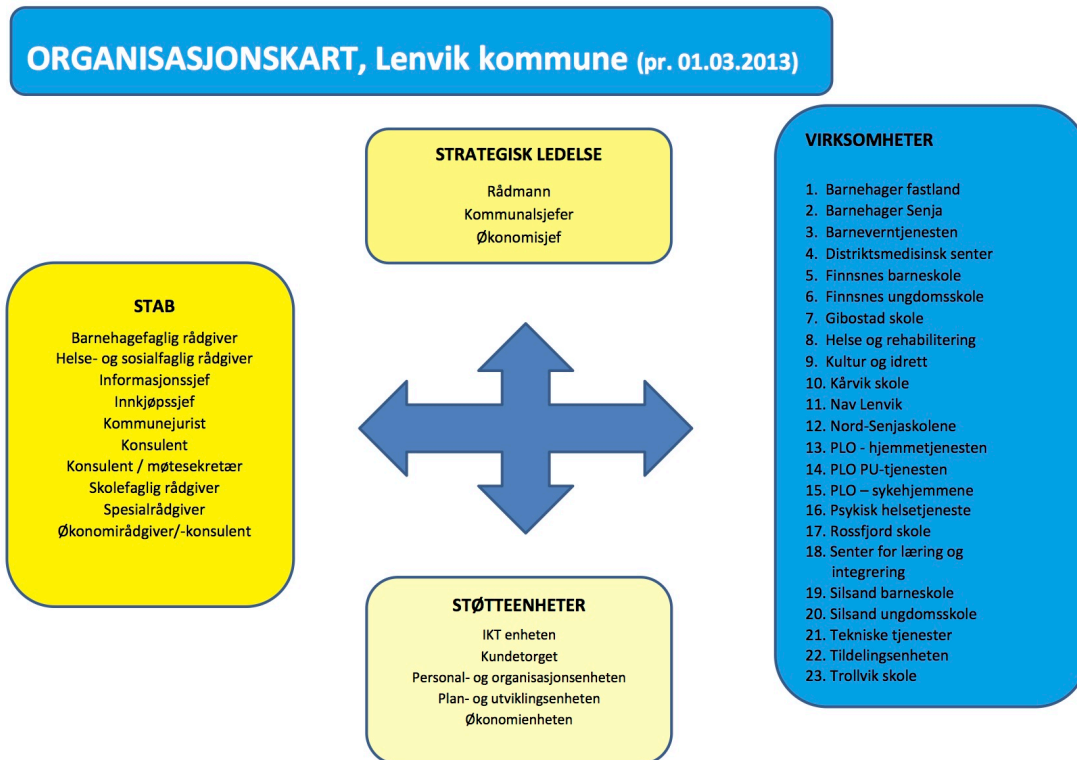 ORGANISASJONSKART, Lenvik kommune (pr. 01.03.2013)
STRATEGISK LEDELSE
Rådmann
Kommunalsjefer
Økonomisjef
STAB
Barnehagefaglig rådgiver
Helse- og sosialfaglig rådgiver
Informasjonssjef
Innkjøpssjef
Kommunejurist
Konsulent
Konsulent / møtesekretær
Skolefaglig rådgiver
Spesialrådgiver
Økonomirådgiver/-konsulent
STØTTEENHETER
IKT enheten
Kundetorget
Personal- og organisasjonsenheten
Plan- og utviklingsenheten
Økonomienheten
VIRKSOMHETER
1. Barnehager fastland
2. Barnehager Senja
3. Barneverntjenesten
4. Distriktsmedisinsk senter
5. Finnsnes barneskole
6. Finnsnes ungdomsskole
7. Gibostad skole
8. Helse og rehabilitering
9. Kultur og idrett
10. Kårvik skole
11. Nav Lenvik
12. Nord-Senjaskolene
13. PLO - hjemmetjenesten
14. PLO PU-tjenesten
15. PLO – sykehjemmene
16. Psykisk helsetjeneste
17. Rossfjord skole
18. Senter for læring og
integrering
19. Silsand barneskole
20. Silsand ungdomsskole
21. Tekniske tjenester
22. Tildelingsenheten
23. Trollvik skole